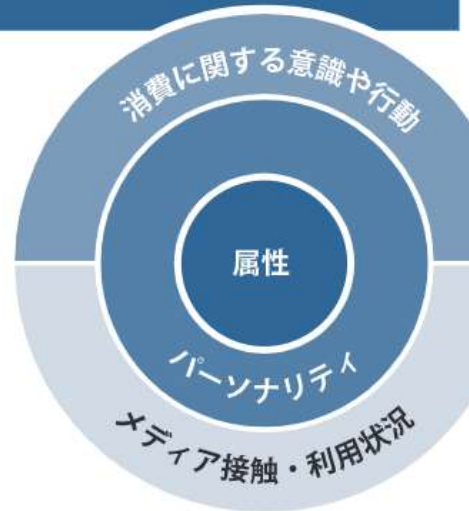 消費に関する意識や行動
属性
パーソナリティ
メディア接触・利用状況